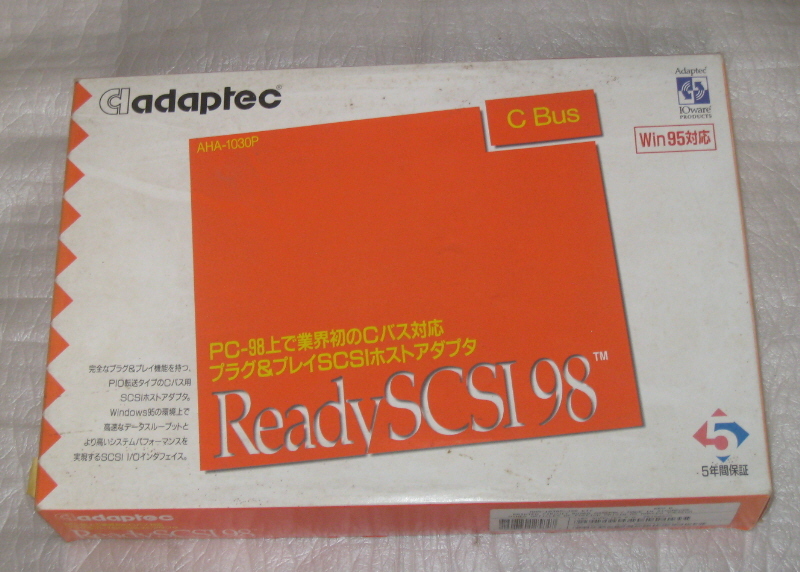 adaptec
C Bus
Adaptec
IOware
PRODUCTS
Win 95対応
AHA-1030P
PC-98上で業界初のCバス対応
プラグ&プレイSCSIホストアダプタ
ReadySCSI 98™
完全なプラグ&プレイ機能を持つ、
PIO転送タイプのCバス用
SCSIホストアダプタ。
Windows95の環境上で
高速なデータスループットと
より高いシステムパフォーマンスを
実現するSCSI I/Oインタフェイス。
5
5年間保証
adaptec
ReadySCSI 98